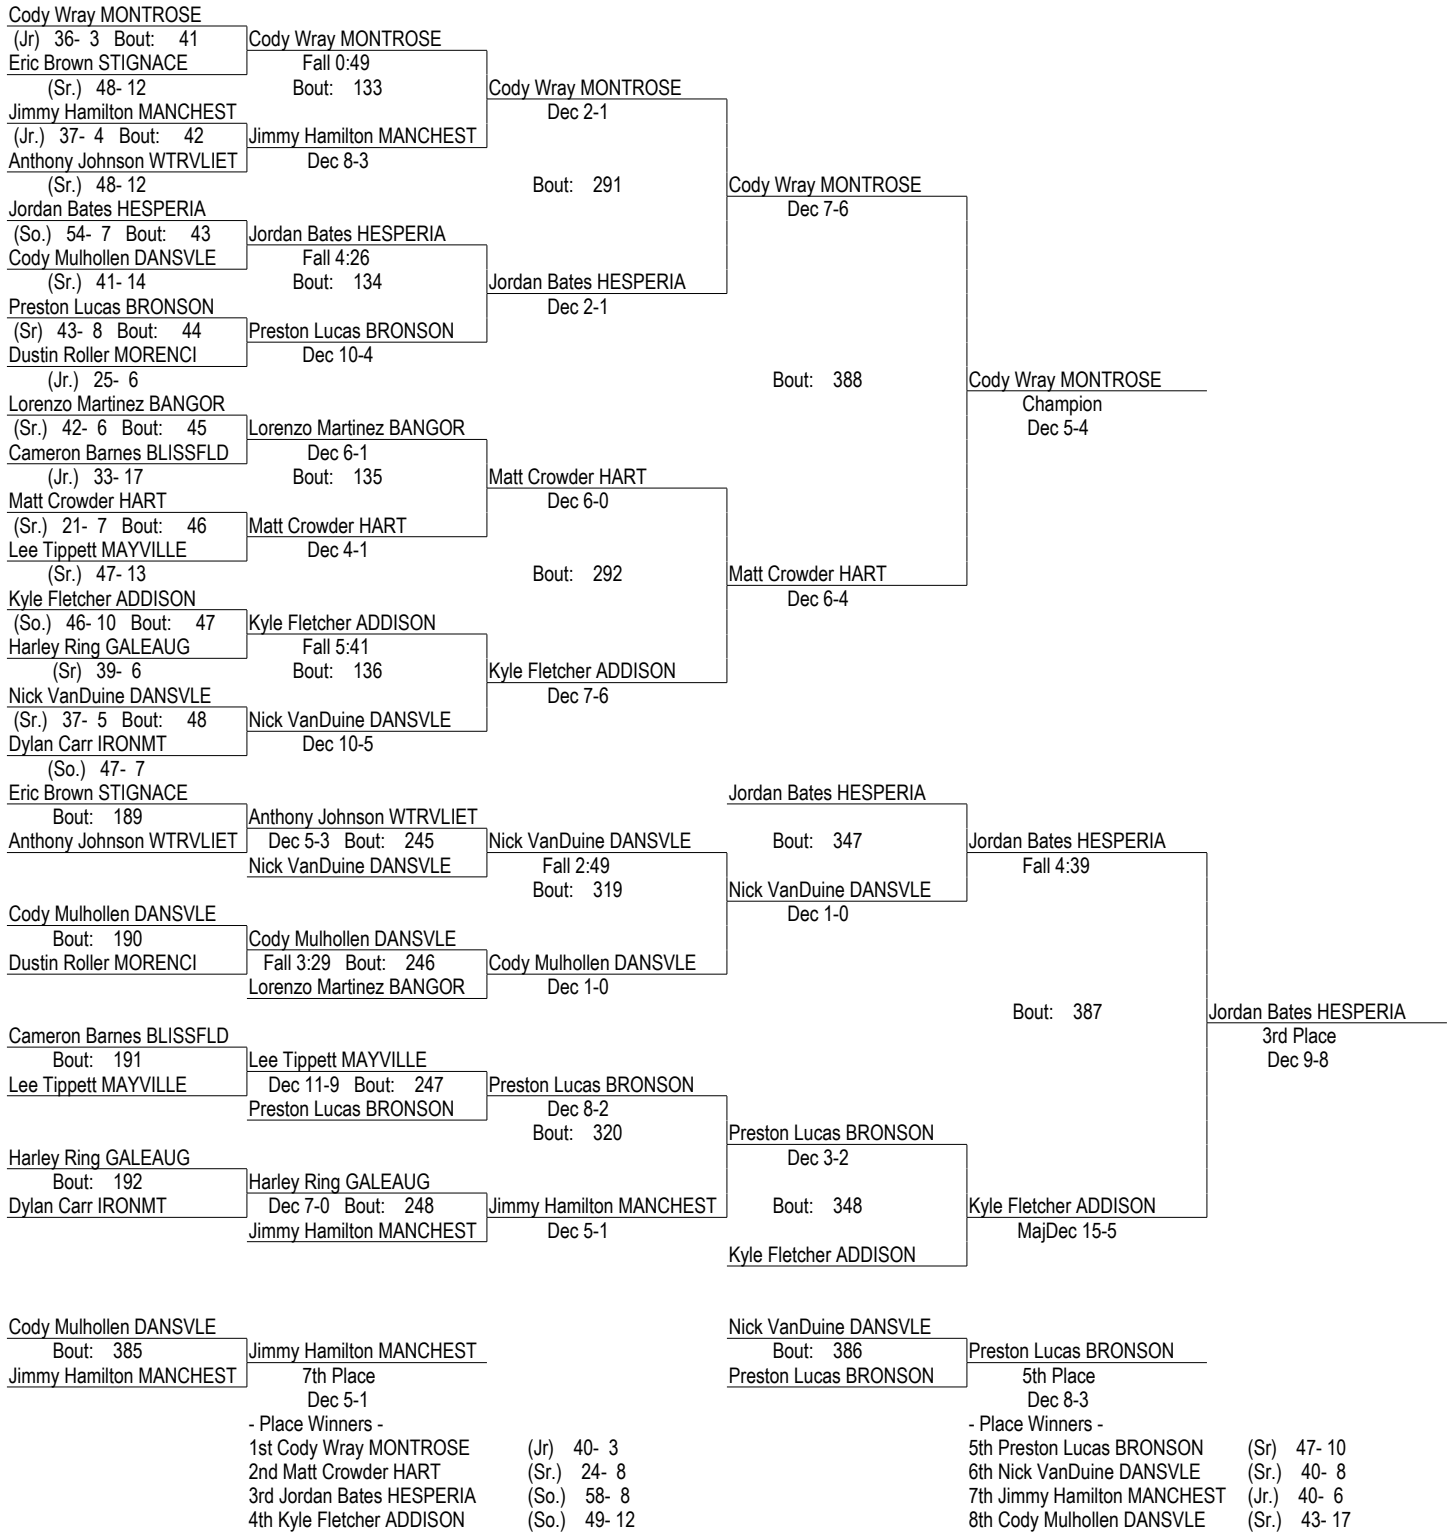 Cody Wray MONTROSE
(Jr) 36- 3 Bout: 41 Cody Wray MONTROSE
Eric Brown STIGNACE Fall 0:49
(Sr.) 48- 12 Bout: 133 Cody Wray MONTROSE
Jimmy Hamilton MANCHEST Dec 2-1
(Jr.) 37- 4 Bout: 42 Jimmy Hamilton MANCHEST
Anthony Johnson WTRVLIET Dec 8-3
(Sr.) 48- 12 Bout: 291 Cody Wray MONTROSE
Jordan Bates HESPERIA Dec 7-6
(So.) 54- 7 Bout: 43 Jordan Bates HESPERIA
Cody Mulhollen DANSVLE Fall 4:26
(Sr.) 41- 14 Bout: 134 Jordan Bates HESPERIA
Preston Lucas BRONSON Dec 2-1
(Sr) 43- 8 Bout: 44 Preston Lucas BRONSON
Dustin Roller MORENCI Dec 10-4
(Jr.) 25- 6 Bout: 388 Cody Wray MONTROSE
Lorenzo Martinez BANGOR Champion
(Sr.) 42- 6 Bout: 45 Lorenzo Martinez BANGOR Dec 5-4
Cameron Barnes BLISSFLD Dec 6-1
(Jr.) 33- 17 Bout: 135 Matt Crowder HART
Matt Crowder HART Dec 6-0
(Sr.) 21- 7 Bout: 46 Matt Crowder HART
Lee Tippett MAYVILLE Dec 4-1
(Sr.) 47- 13 Bout: 292 Matt Crowder HART
Kyle Fletcher ADDISON Dec 6-4
(So.) 46- 10 Bout: 47 Kyle Fletcher ADDISON
Harley Ring GALEAUG Fall 5:41
(Sr) 39- 6 Bout: 136 Kyle Fletcher ADDISON
Nick VanDuine DANSVLE Dec 7-6
(Sr.) 37- 5 Bout: 48 Nick VanDuine DANSVLE
Dylan Carr IRONMT Dec 10-5
(So.) 47- 7
Eric Brown STIGNACE Jordan Bates HESPERIA
Bout: 189 Anthony Johnson WTRVLIET
Anthony Johnson WTRVLIET Dec 5-3 Bout: 245 Nick VanDuine DANSVLE Bout: 347 Jordan Bates HESPERIA
Nick VanDuine DANSVLE Fall 2:49 Fall 4:39
Bout: 319 Nick VanDuine DANSVLE
Cody Mulhollen DANSVLE Dec 1-0
Bout: 190 Cody Mulhollen DANSVLE
Dustin Roller MORENCI Fall 3:29 Bout: 246 Cody Mulhollen DANSVLE
Lorenzo Martinez BANGOR Dec 1-0
Bout: 387 Jordan Bates HESPERIA
Cameron Barnes BLISSFLD 3rd Place
Bout: 191 Lee Tippett MAYVILLE Dec 9-8
Lee Tippett MAYVILLE Dec 11-9 Bout: 247 Preston Lucas BRONSON
Preston Lucas BRONSON Dec 8-2
Bout: 320 Preston Lucas BRONSON
Harley Ring GALEAUG Dec 3-2
Bout: 192 Harley Ring GALEAUG
Dylan Carr IRONMT Dec 7-0 Bout: 248 Jimmy Hamilton MANCHEST Bout: 348 Kyle Fletcher ADDISON
Jimmy Hamilton MANCHEST Dec 5-1 MajDec 15-5
Kyle Fletcher ADDISON
Cody Mulhollen DANSVLE Nick VanDuine DANSVLE
Bout: 385 Jimmy Hamilton MANCHEST Bout: 386 Preston Lucas BRONSON
Jimmy Hamilton MANCHEST 7th Place Preston Lucas BRONSON 5th Place
Dec 5-1 Dec 8-3
- Place Winners - - Place Winners -
1st Cody Wray MONTROSE (Jr) 40- 3 5th Preston Lucas BRONSON (Sr) 47- 10
2nd Matt Crowder HART (Sr.) 24- 8 6th Nick VanDuine DANSVLE (Sr.) 40- 8
3rd Jordan Bates HESPERIA (So.) 58- 8 7th Jimmy Hamilton MANCHEST (Jr.) 40- 6
4th Kyle Fletcher ADDISON (So.) 49- 12 8th Cody Mulhollen DANSVLE (Sr.) 43- 17